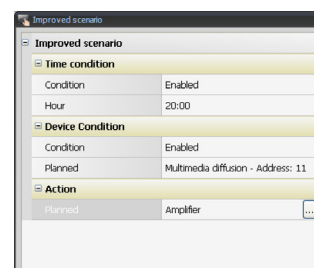 Improved scenario
Improved scenario
Time condition
Condition Enabled
Hour 20:00
Device Condition
Condition Enabled
Planned Multimedia diffusion - Address: 11
Action
Planned Amplifier ...